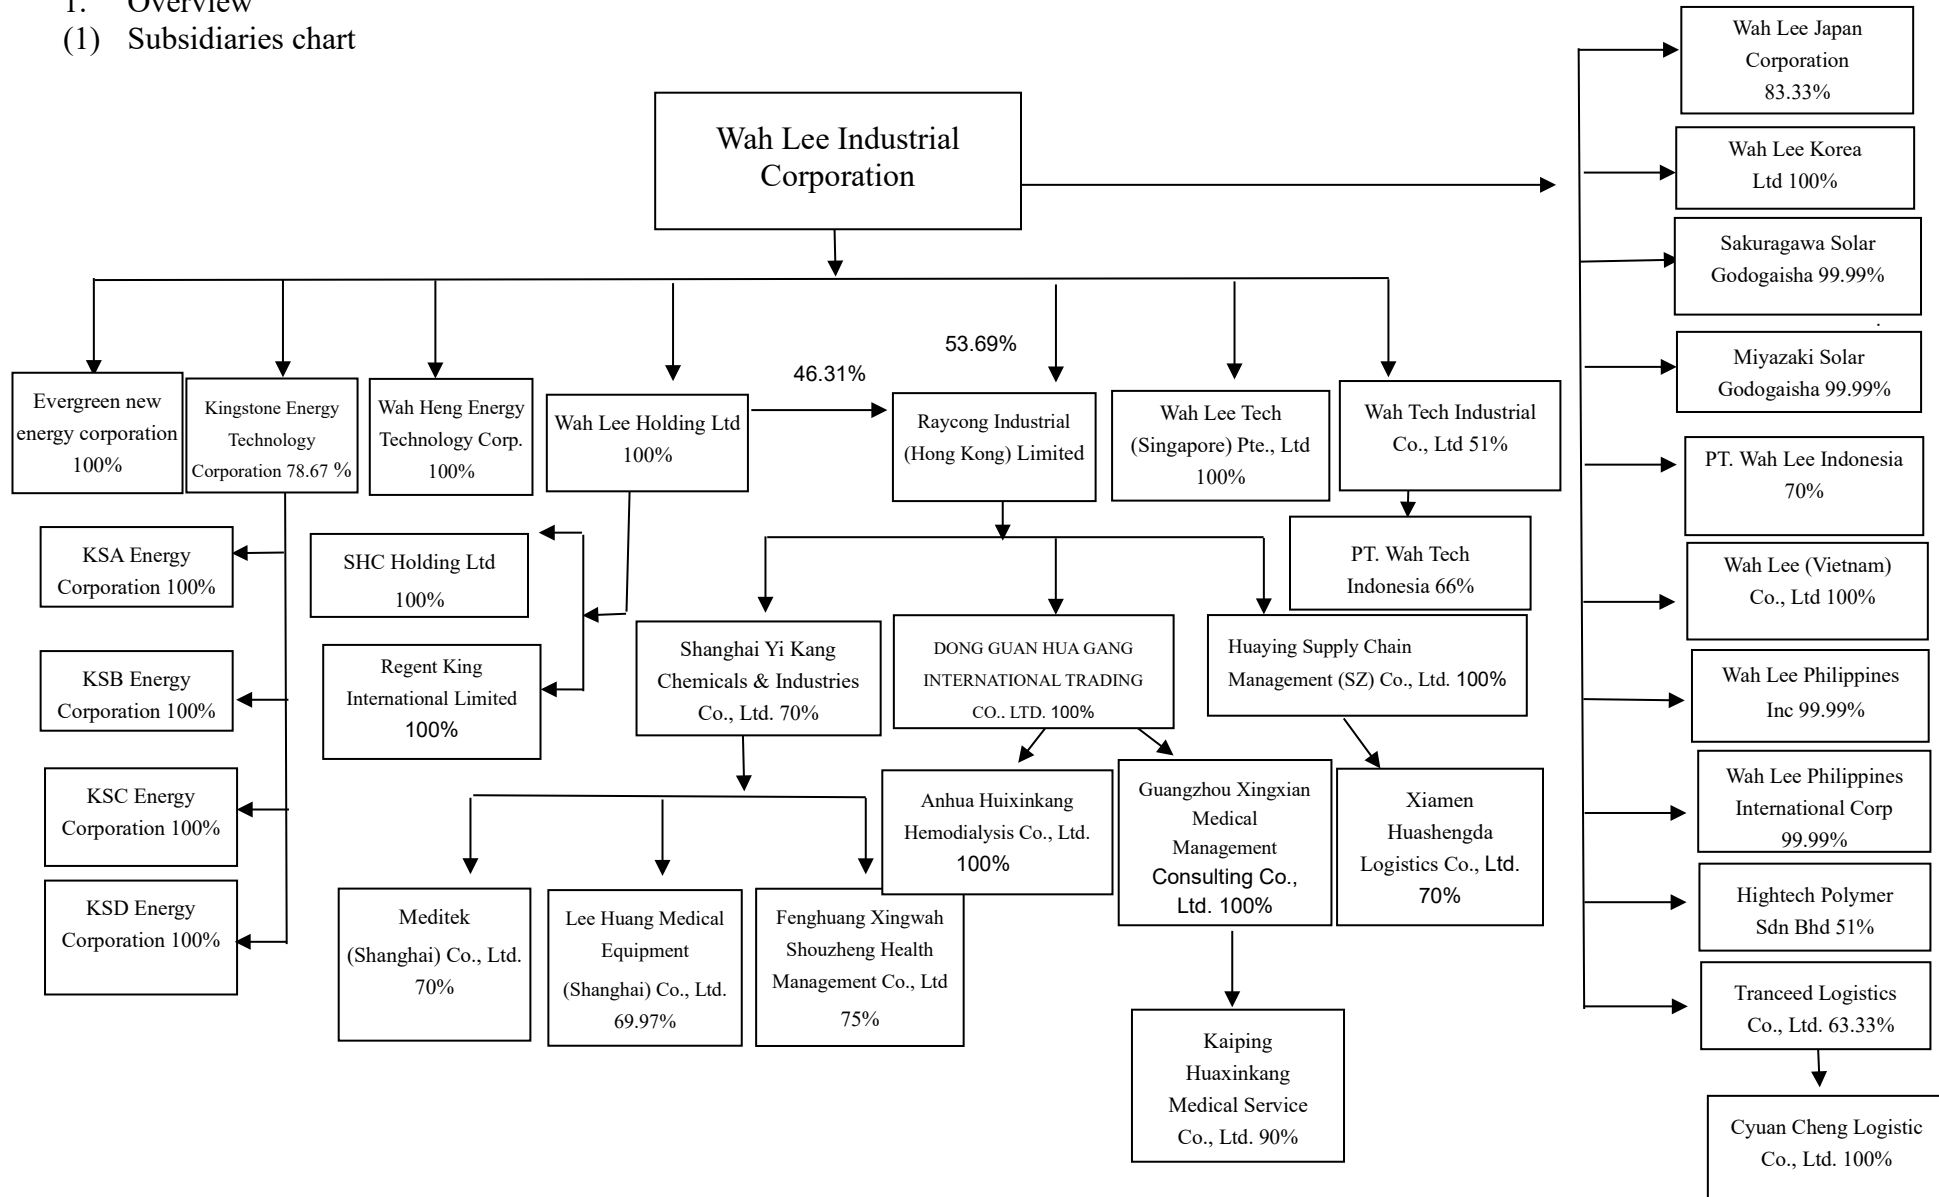 1. Overview
(1) Subsidiaries chart
Wah Lee Industrial
Corporation
53.69%
46.31%
Evergreen new
energy corporation
100%
Kingstone Energy
Technology
Corporation 78.67 %
Wah Heng Energy
Technology Corp.
100%
Wah Lee Holding Ltd
100%
Raycong Industrial
(Hong Kong) Limited
Wah Lee Tech
(Singapore) Pte., Ltd
100%
Wah Tech Industrial
Co., Ltd 51%
KSA Energy
Corporation 100%
KSB Energy
Corporation 100%
KSC Energy
Corporation 100%
KSD Energy
Corporation 100%
SHC Holding Ltd
100%
Regent King
International Limited
100%
Shanghai Yi Kang
Chemicals & Industries
Co., Ltd. 70%
DONG GUAN HUA GANG
INTERNATIONAL TRADING
CO.. LTD. 100%
Huaying Supply Chain
Management (SZ) Co., Ltd. 100%
PT. Wah Tech
Indonesia 66%
Meditek
(Shanghai) Co., Ltd.
70%
Lee Huang Medical
Equipment
(Shanghai) Co., Ltd.
69.97%
Fenghuang Xingwah
Shouzheng Health
Management Co., Ltd
75%
Anhua Huixinkang
Hemodialysis Co., Ltd.
100%
Guangzhou Xingxian
Medical
Management
Consulting Co.,
Ltd. 100%
Xiamen
Huashengda
Logistics Co., Ltd.
70%
Kaiping
Huaxinkang
Medical Service
Co., Ltd. 90%
Wah Lee Japan
Corporation
83.33%
Wah Lee Korea
Ltd 100%
Sakuragawa Solar
Godogaisha 99.99%
.
Miyazaki Solar
Godogaisha 99.99%
PT. Wah Lee Indonesia
70%
Wah Lee (Vietnam)
Co., Ltd 100%
Wah Lee Philippines
Inc 99.99%
Wah Lee Philippines
International Corp
99.99%
Hightech Polymer
Sdn Bhd 51%
Tranceed Logistics
Co., Ltd. 63.33%
Cyuan Cheng Logistic
Co., Ltd. 100%